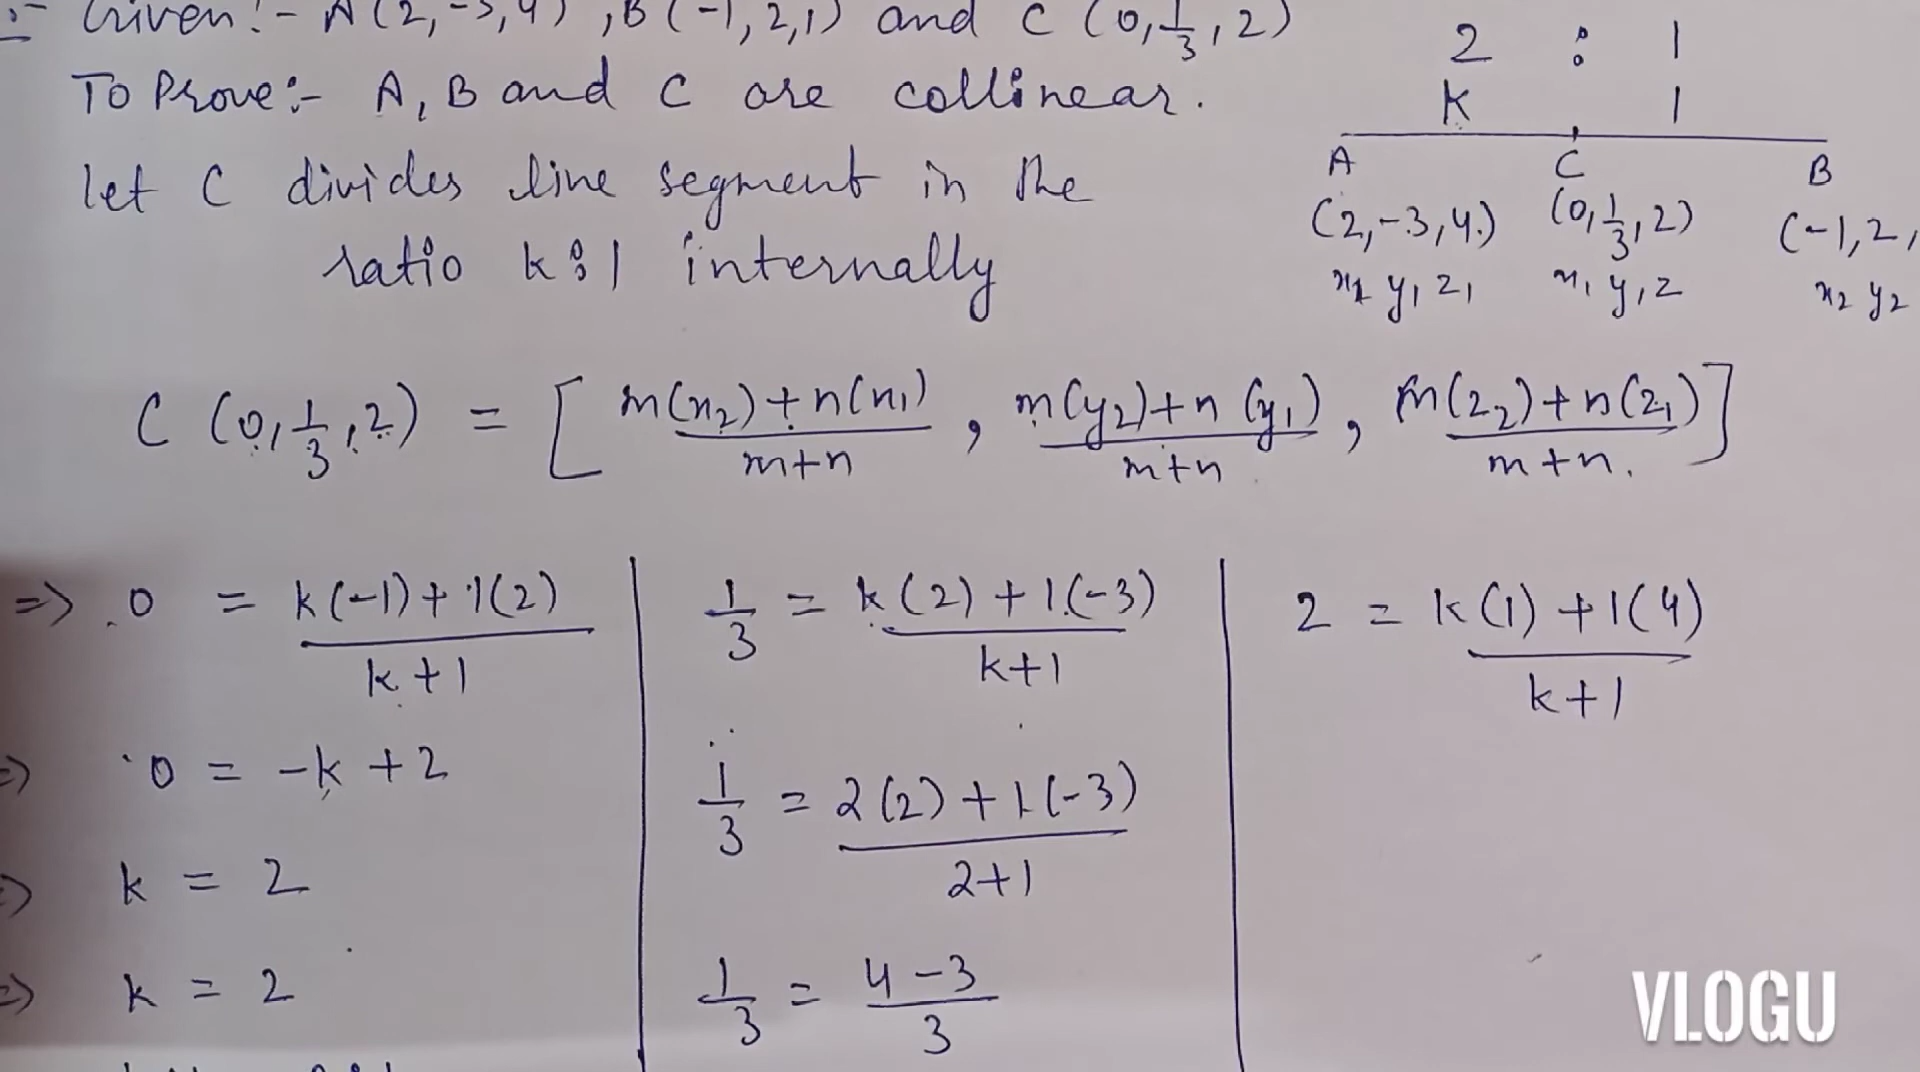 Given:- A(2,-3,4), B(-1,2,1) and C (0,1/3,2)
To Prove:- A, B and C are collinear.
let C divides line segment in the
ratio k:1 internally
2 : 1
K 1
A C B
(2,-3,4) (0,1/3,2) (-1,2,
x1 y1 z1 x, y, z x2 y2
C (0,1/3,2) = [ m(x2)+n(x1) / m+n , m(y2)+n(y1) / m+n , m(z2)+n(z1) / m+n ]
=> 0 = k(-1)+1(2) / k+1
=> 0 = -k+2
=> k = 2
=> k = 2
1/3 = k(2)+1(-3) / k+1
1/3 = 2(2)+1(-3) / 2+1
1/3 = 4-3 / 3
2 = k(1)+1(4) / k+1
VLOGU